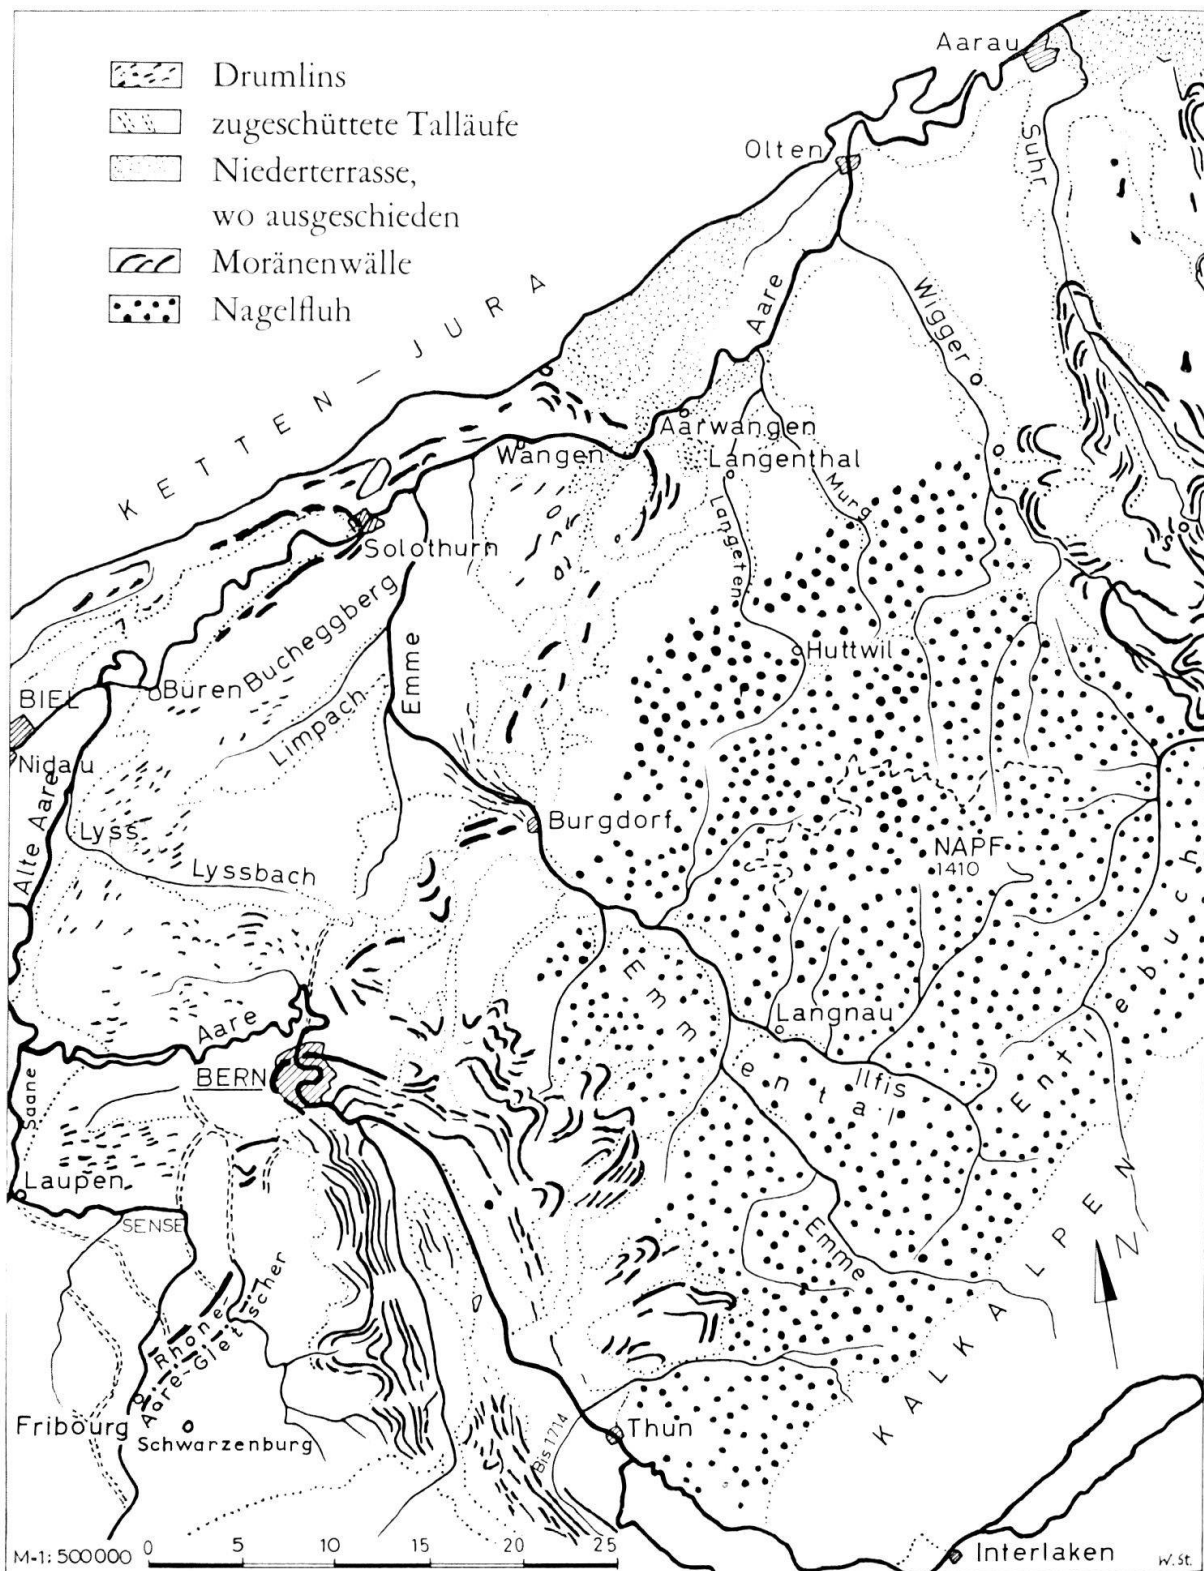 Drumlins
zugeschüttete Talläufe
Niederterrasse,
wo ausgeschieden
Moränenwälle
Nagelfluh
KETTEN — JURA
Aarau
Olten
Suhr
Aare
Wigger
Aarwangen
Wangen
Langenthal
Langeten
Murg
Solothurn
Huttwil
Bucheggberg
Büren
Emme
Limpach
BIEL
Nidau
Alte Aare
Lyss
Lyssbach
Burgdorf
NAPF
1410
Entlebuch
Emmental
Langnau
Ilfis
Aare
BERN
Saane
Laupen
SENSE
Rhone
Aare-Gletscher
Emme
KALKALPEN
N
Fribourg
Schwarzenburg
Bis 1714
Thun
Interlaken
M=1:500000 0 5 10 15 20 25
W.St.